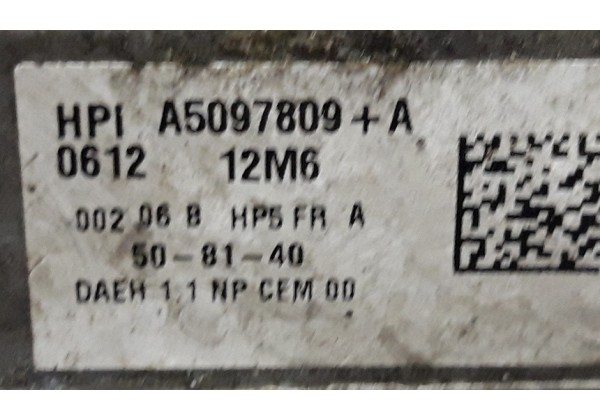 HPI A5097809+A
0612 12M6
002 06 B HP5 FR A
50-81-40
DAEH 1.1 NP CEM 00